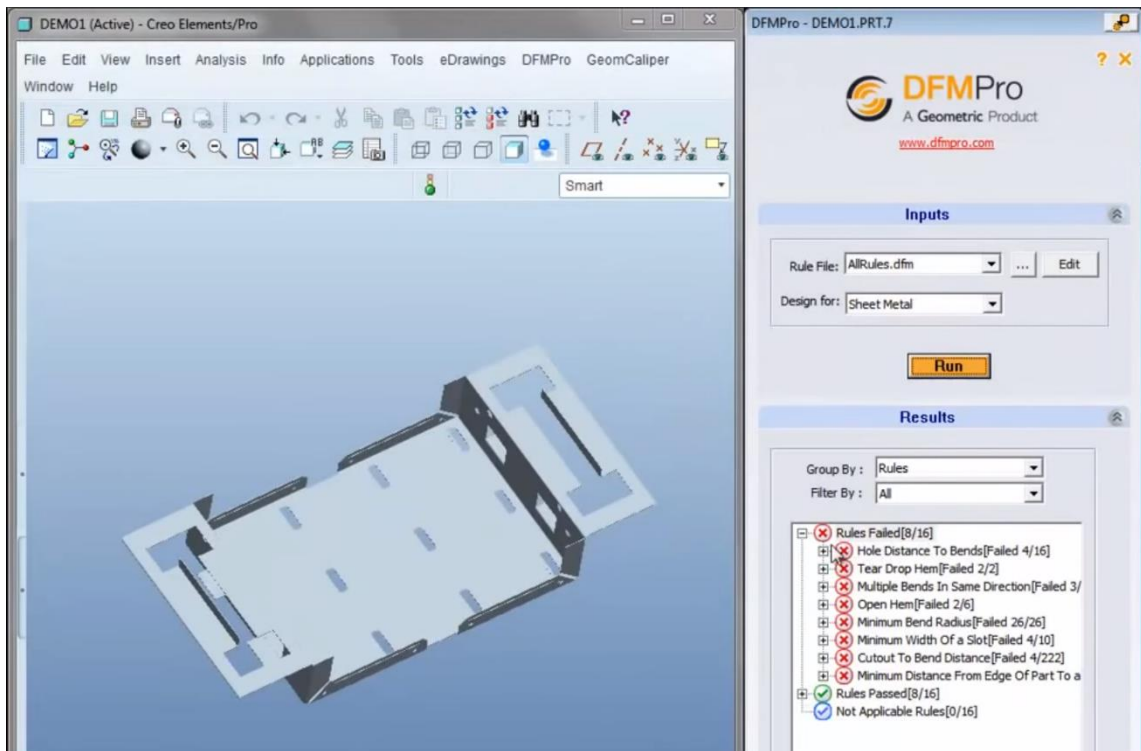 DEMO1 (Active) - Creo Elements/Pro
File Edit View Insert Analysis Info Applications Tools eDrawings DFMPro GeomCaliper
Window Help
Smart
DFMPro - DEMO1.PRT.7
DFMPro
A Geometric Product
www.dfmpro.com
Inputs
Rule File: AllRules.dfm ... Edit
Design for: Sheet Metal
Run
Results
Group By : Rules
Filter By : All
Rules Failed[8/16]
Hole Distance To Bends[Failed 4/16]
Tear Drop Hem[Failed 2/2]
Multiple Bends In Same Direction[Failed 3/
Open Hem[Failed 2/6]
Minimum Bend Radius[Failed 26/26]
Minimum Width Of a Slot[Failed 4/10]
Cutout To Bend Distance[Failed 4/222]
Minimum Distance From Edge Of Part To a
Rules Passed[8/16]
Not Applicable Rules[0/16]